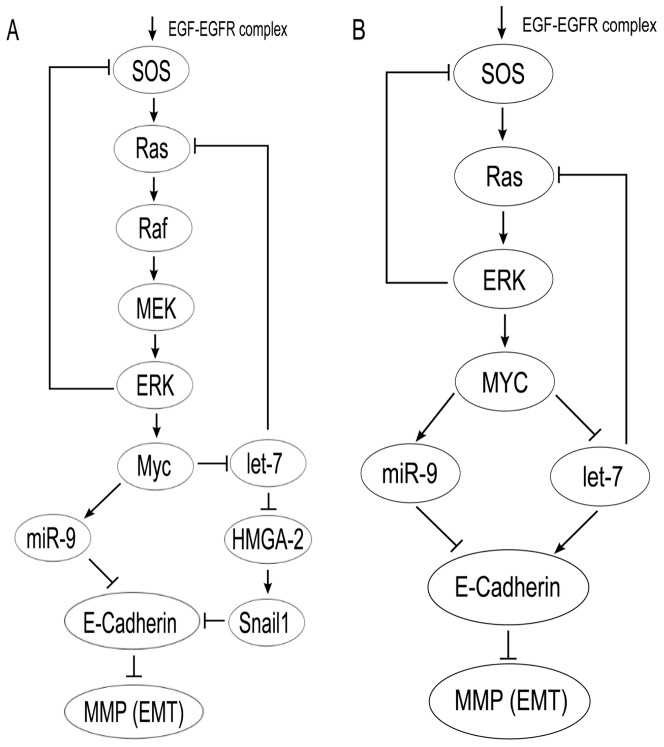 A
EGF-EGFR complex
SOS
Ras
Raf
MEK
ERK
Myc
let-7
miR-9
HMGA-2
E-Cadherin
Snail1
MMP (EMT)
B
EGF-EGFR complex
SOS
Ras
ERK
MYC
miR-9
let-7
E-Cadherin
MMP (EMT)